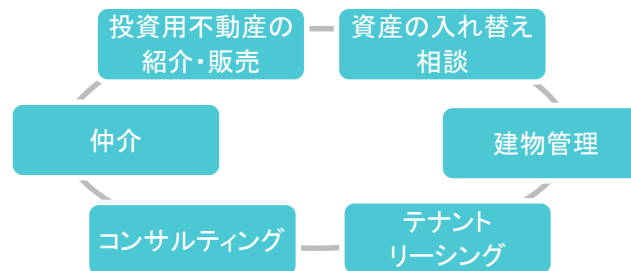 投資用不動産の
紹介・販売
資産の入れ替え
相談
仲介
建物管理
コンサルティング
テナント
リーシング